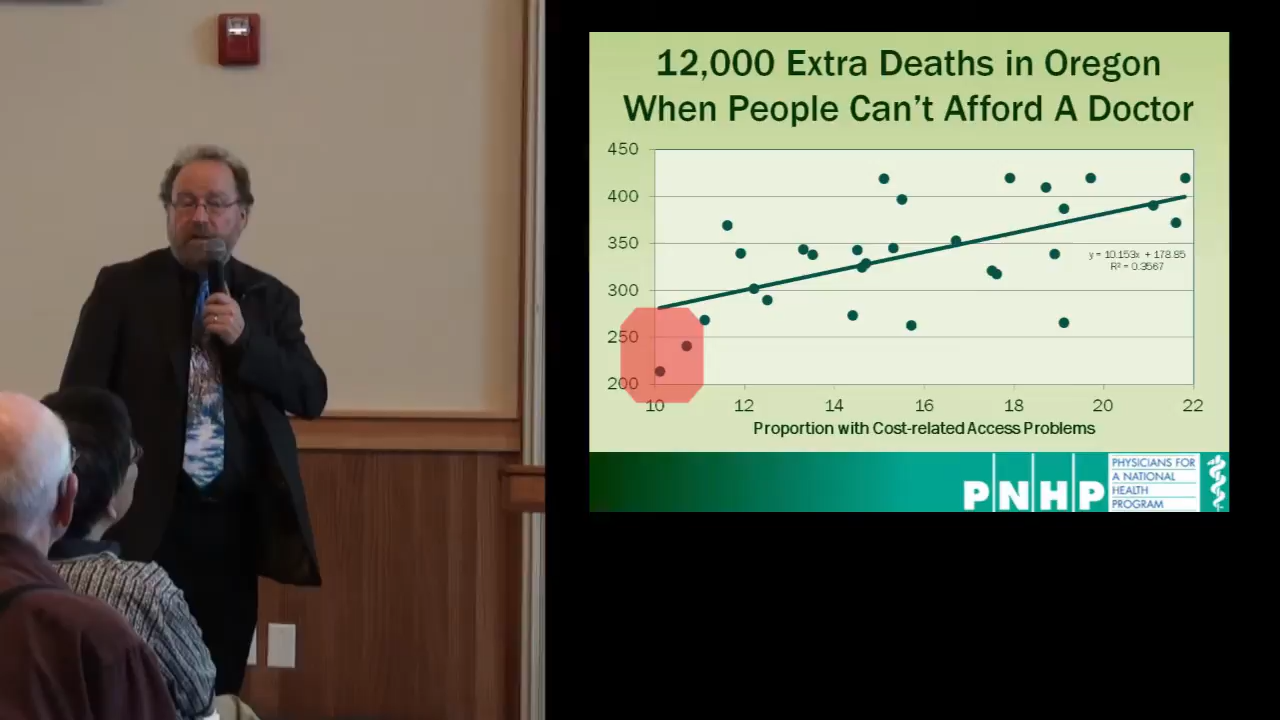 12,000 Extra Deaths in Oregon
When People Can't Afford A Doctor
450
400
350
300
250
200
y = 10.153x + 178.85
R² = 0.3567
10 12 14 16 18 20 22
Proportion with Cost-related Access Problems
PNHP
PHYSICIANS FOR
A NATIONAL
HEALTH
PROGRAM